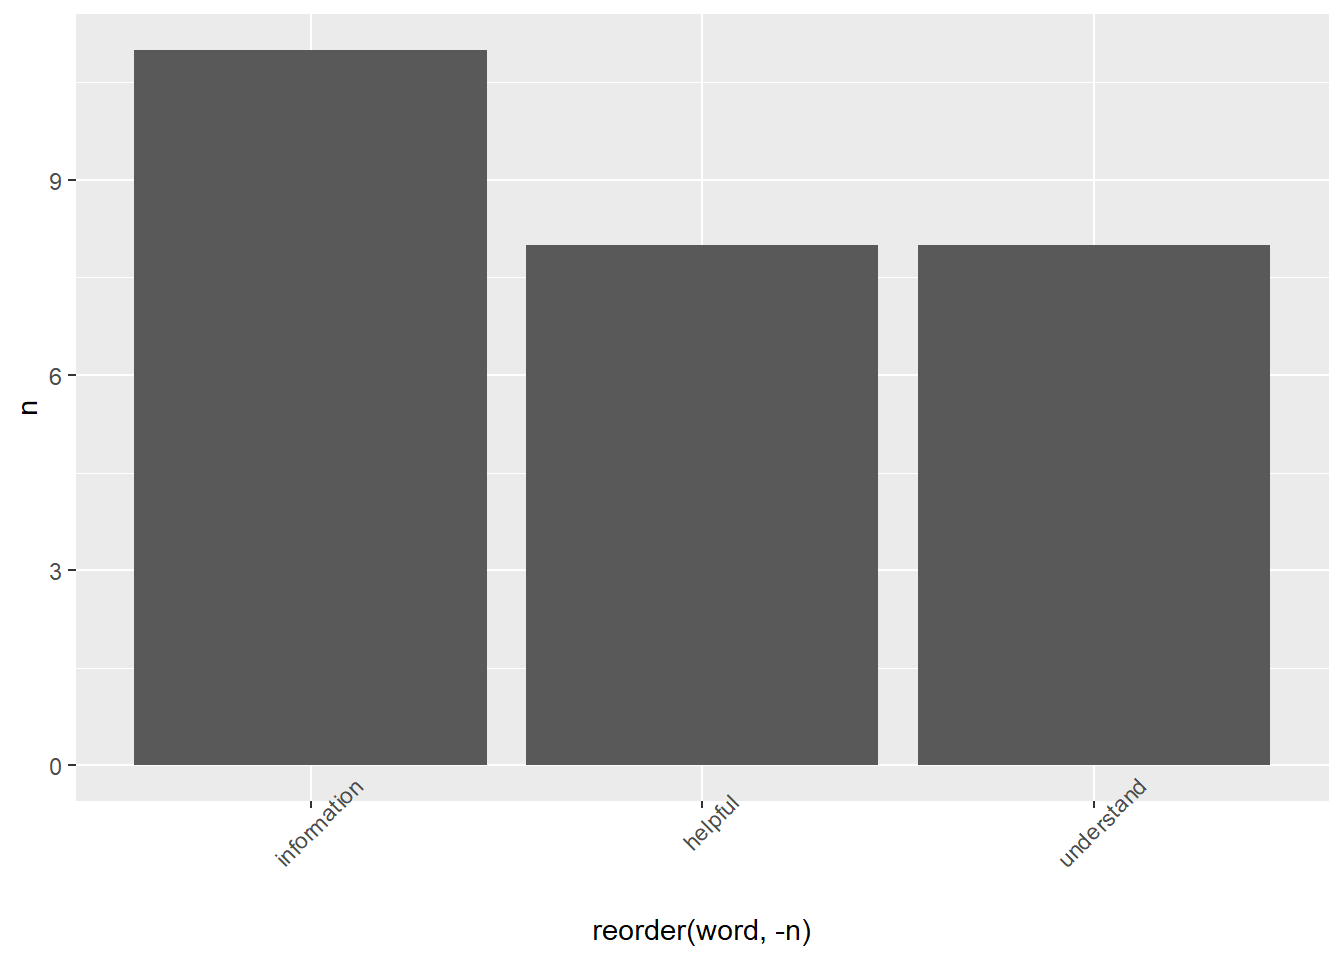 n
9
6
3
0
information
helpful
understand
reorder(word, -n)